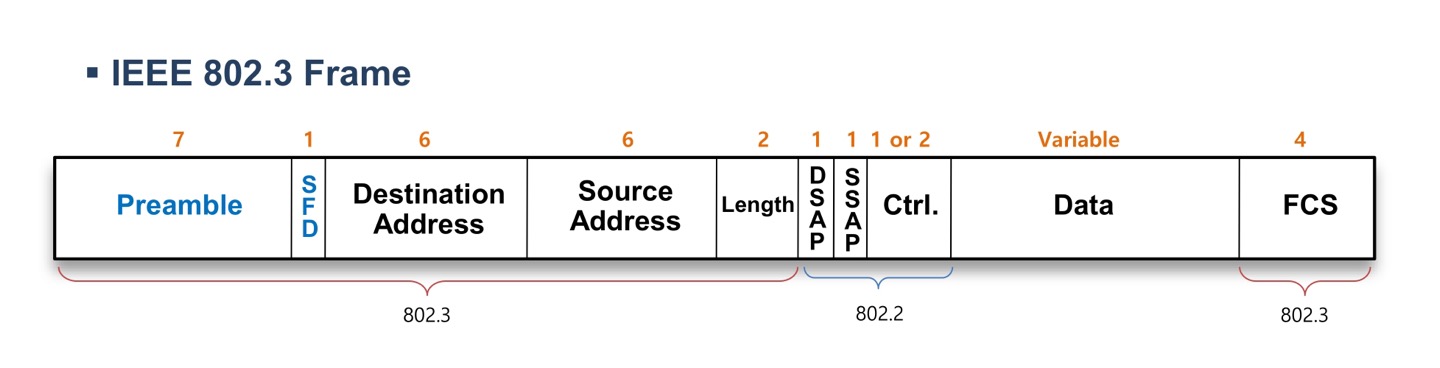 ▪ IEEE 802.3 Frame
7 1 6 6 2 1 1 1 or 2 Variable 4
Preamble
SFD
Destination
Address
Source
Address
Length
DSAP
SSAP
Ctrl.
Data
FCS
802.3
802.2
802.3